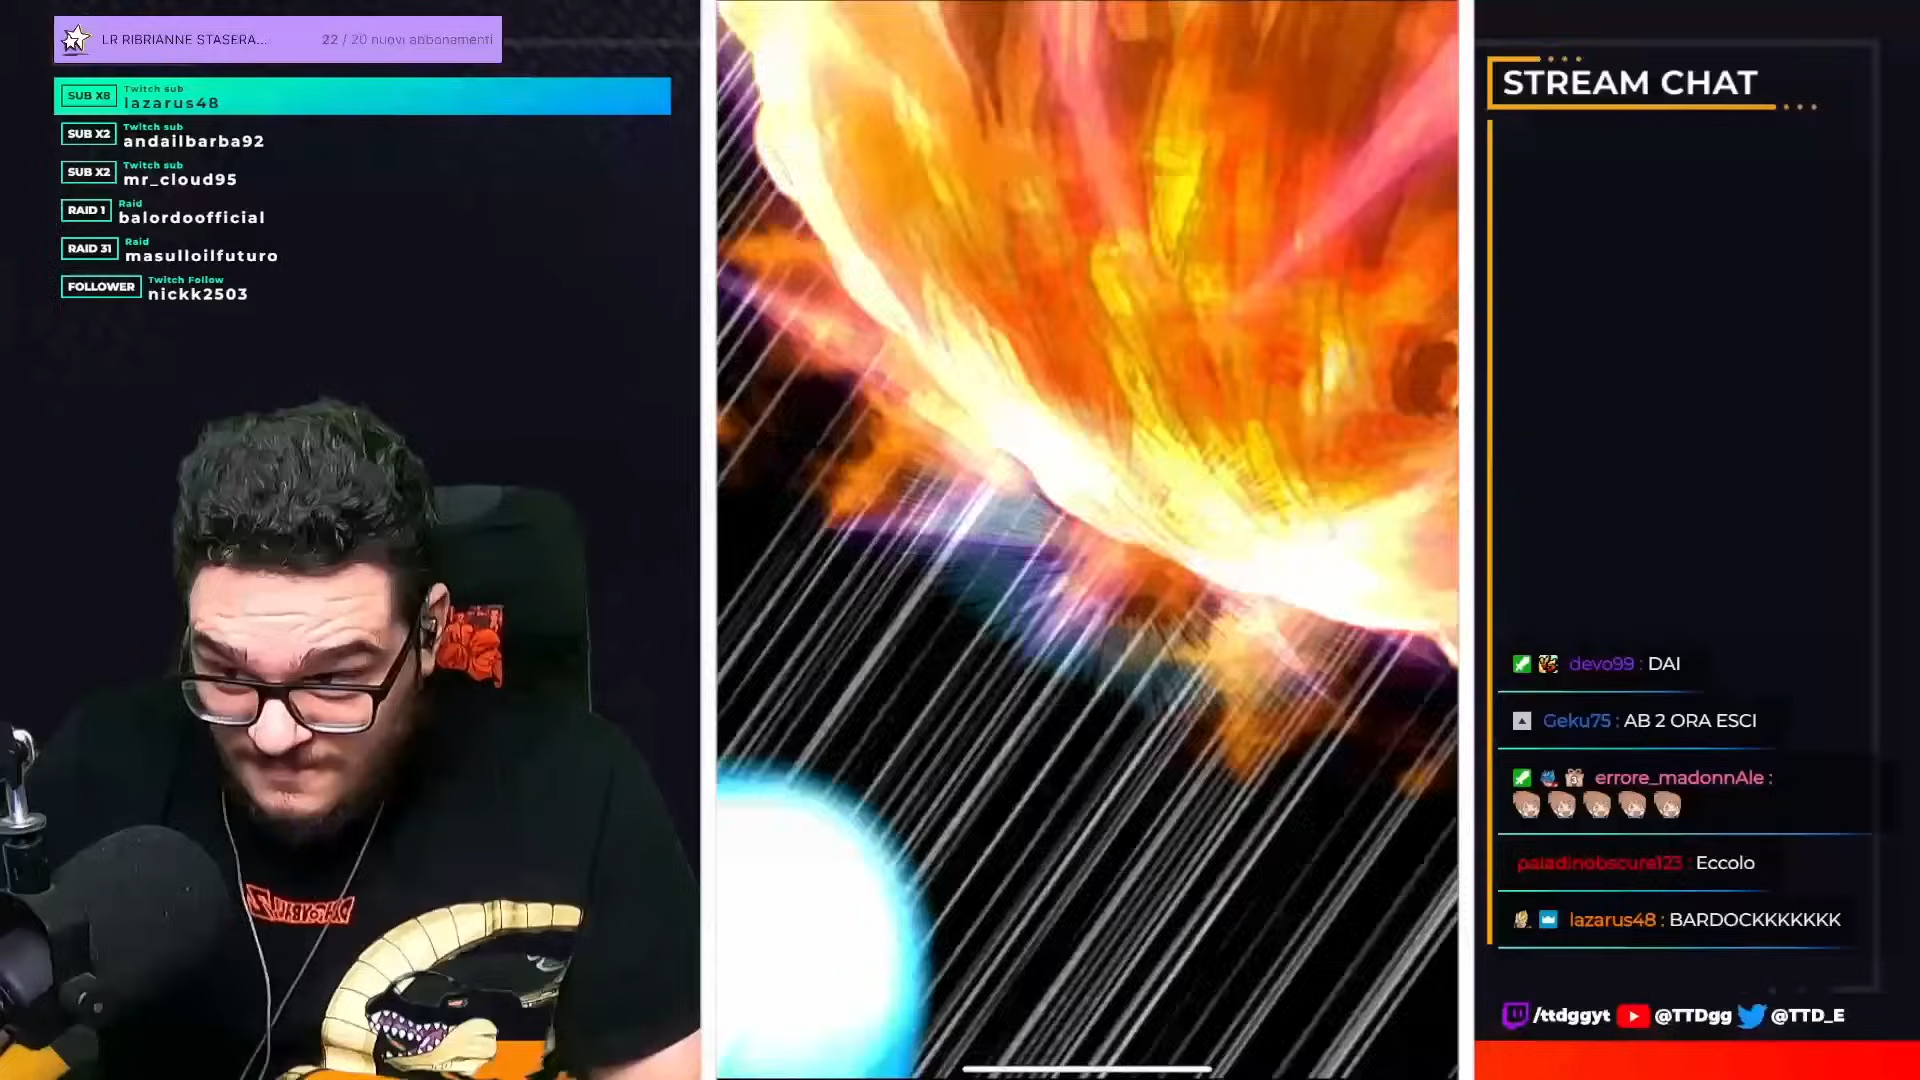 LR RIBRIANNE STASERA... 22 / 20 nuovi abbonamenti
SUB X8 Twitch sub
lazarus48
SUB X2 Twitch sub
andailbarba92
SUB X2 Twitch sub
mr_cloud95
RAID 1 Raid
balordoofficial
RAID 31 Raid
masulloilfuturo
FOLLOWER Twitch Follow
nickk2503
STREAM CHAT
devo99 : DAI
Geku75 : AB 2 ORA ESCI
errore_madonnAle :
paladinobscure123 : Eccolo
lazarus48 : BARDOCKKKKKKK
/ttdggyt @TTDgg @TTD_E